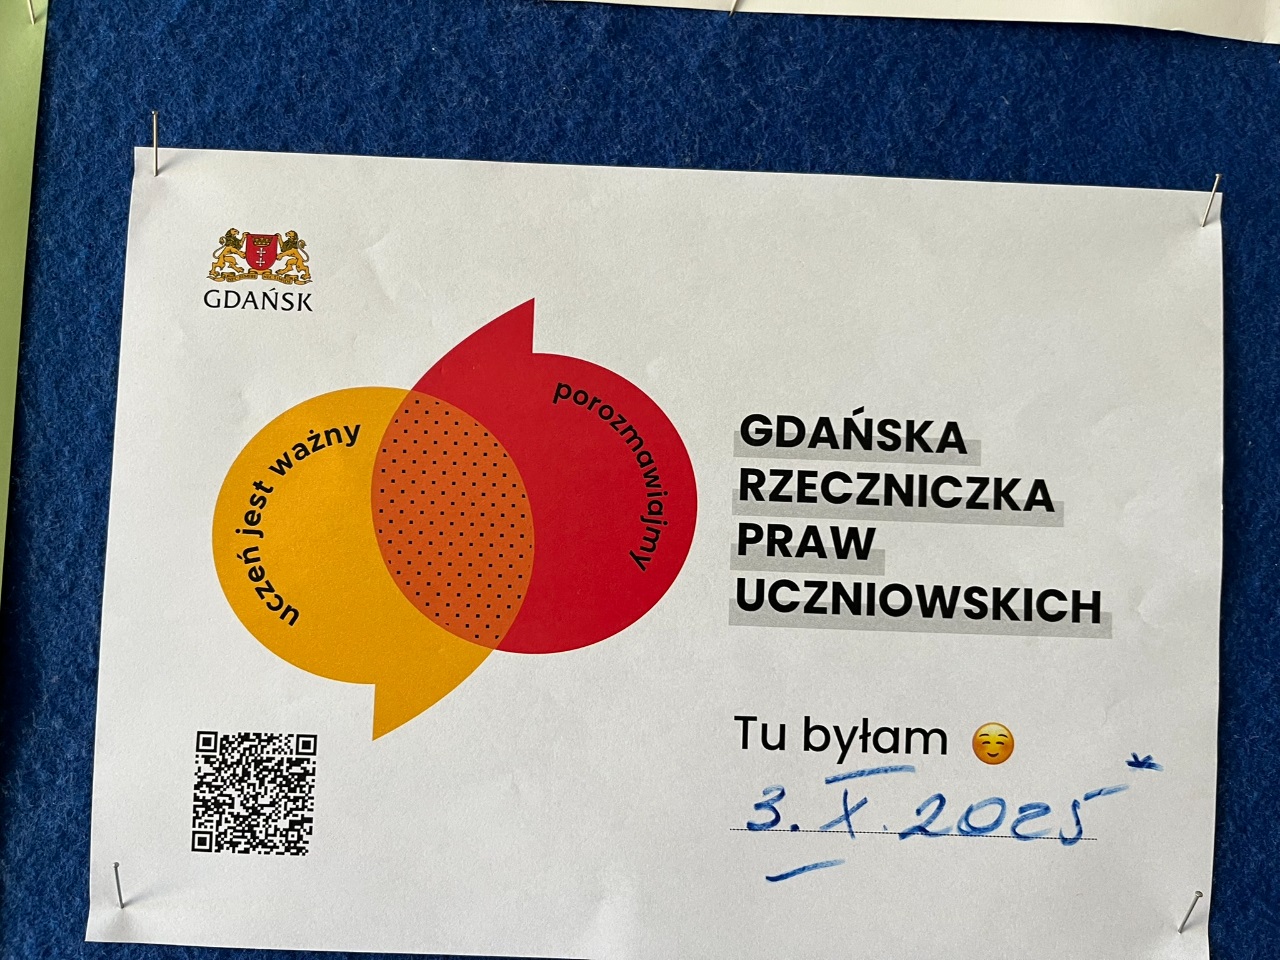 GDAŃSK
uczeń jest ważny
porozmawiajmy
GDAŃSKA
RZECZNICZKA
PRAW
UCZNIOWSKICH
Tu byłam ☺️
3. X. 2025*